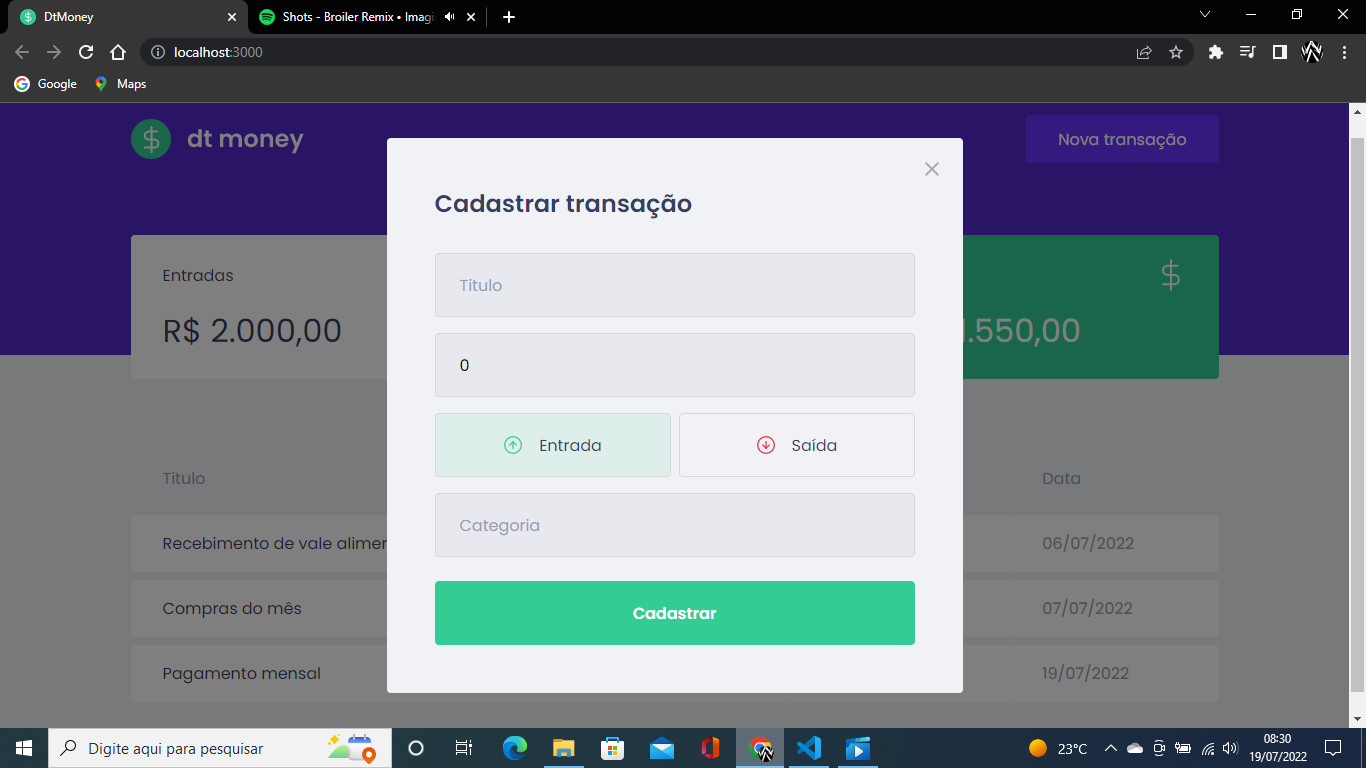 DtMoney
Shots - Broiler Remix • Imagi
localhost:3000
Google
Maps
dt money
Nova transação
Cadastrar transação
Entradas
R$ 2.000,00
1.550,00
Titulo
0
Entrada
Saída
Categoria
Cadastrar
Titulo
Data
Recebimento de vale alimer
06/07/2022
Compras do mês
07/07/2022
Pagamento mensal
19/07/2022
Digite aqui para pesquisar
23°C
08:30
19/07/2022